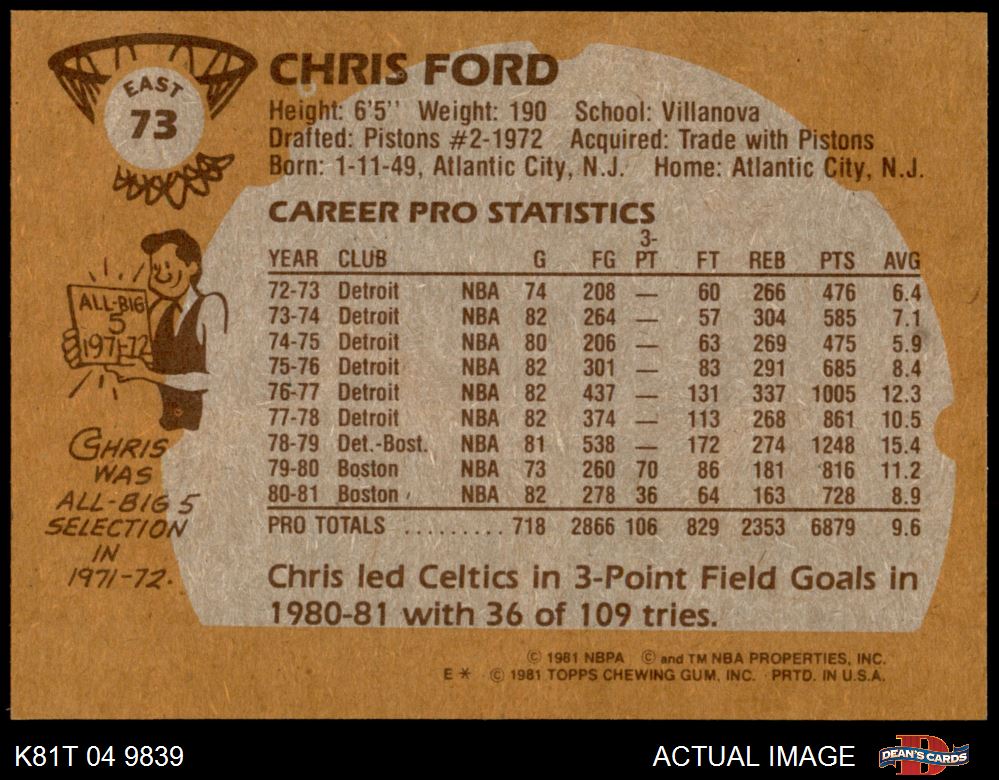 EAST
73
CHRIS FORD
Height: 6'5'' Weight: 190 School: Villanova
Drafted: Pistons #2-1972 Acquired: Trade with Pistons
Born: 1-11-49, Atlantic City, N.J. Home: Atlantic City, N.J.
CAREER PRO STATISTICS
YEAR CLUB G FG 3-PT FT REB PTS AVG
72-73 Detroit NBA 74 208 — 60 266 476 6.4
73-74 Detroit NBA 82 264 — 57 304 585 7.1
74-75 Detroit NBA 80 206 — 63 269 475 5.9
75-76 Detroit NBA 82 301 — 83 291 685 8.4
76-77 Detroit NBA 82 437 — 131 337 1005 12.3
77-78 Detroit NBA 82 374 — 113 268 861 10.5
78-79 Det.-Bost. NBA 81 538 — 172 274 1248 15.4
79-80 Boston NBA 73 260 70 86 181 816 11.2
80-81 Boston NBA 82 278 36 64 163 728 8.9
PRO TOTALS ......... 718 2866 106 829 2353 6879 9.6
Chris led Celtics in 3-Point Field Goals in
1980-81 with 36 of 109 tries.
ALL-BIG
5
1971-72
CHRIS
WAS
ALL-BIG 5
SELECTION
IN
1971-72.
© 1981 NBPA © and TM NBA PROPERTIES, INC.
E * © 1981 TOPPS CHEWING GUM, INC. PRTD. IN U.S.A.
K81T 04 9839
ACTUAL IMAGE
DEAN'S CARDS